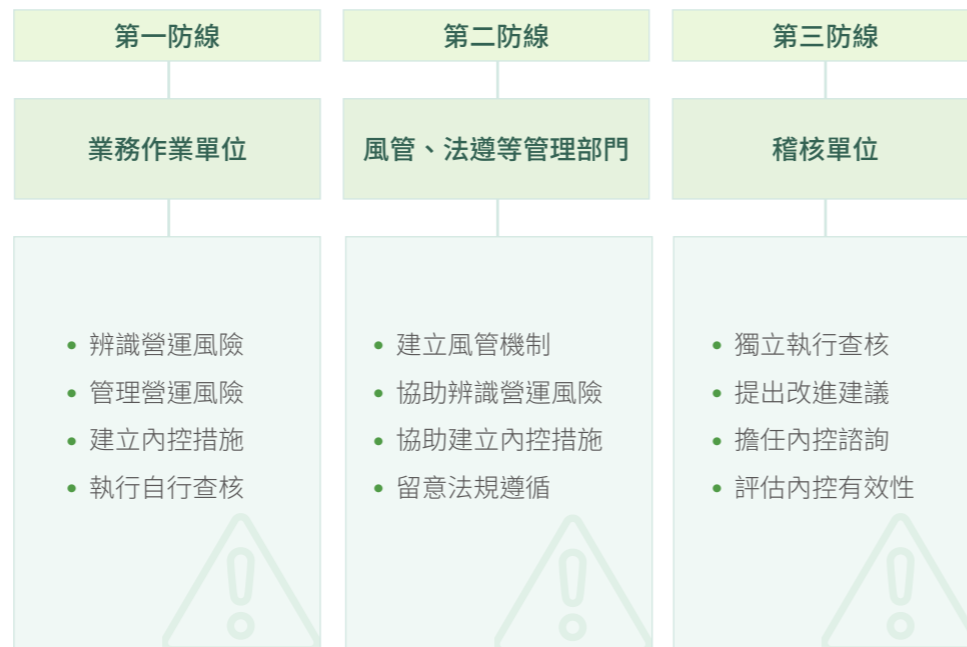 第一防線
業務作業單位
• 辨識營運風險
• 管理營運風險
• 建立內控措施
• 執行自行查核
第二防線
風管、法遵等管理部門
• 建立風管機制
• 協助辨識營運風險
• 協助建立內控措施
• 留意法規遵循
第三防線
稽核單位
• 獨立執行查核
• 提出改進建議
• 擔任內控諮詢
• 評估內控有效性